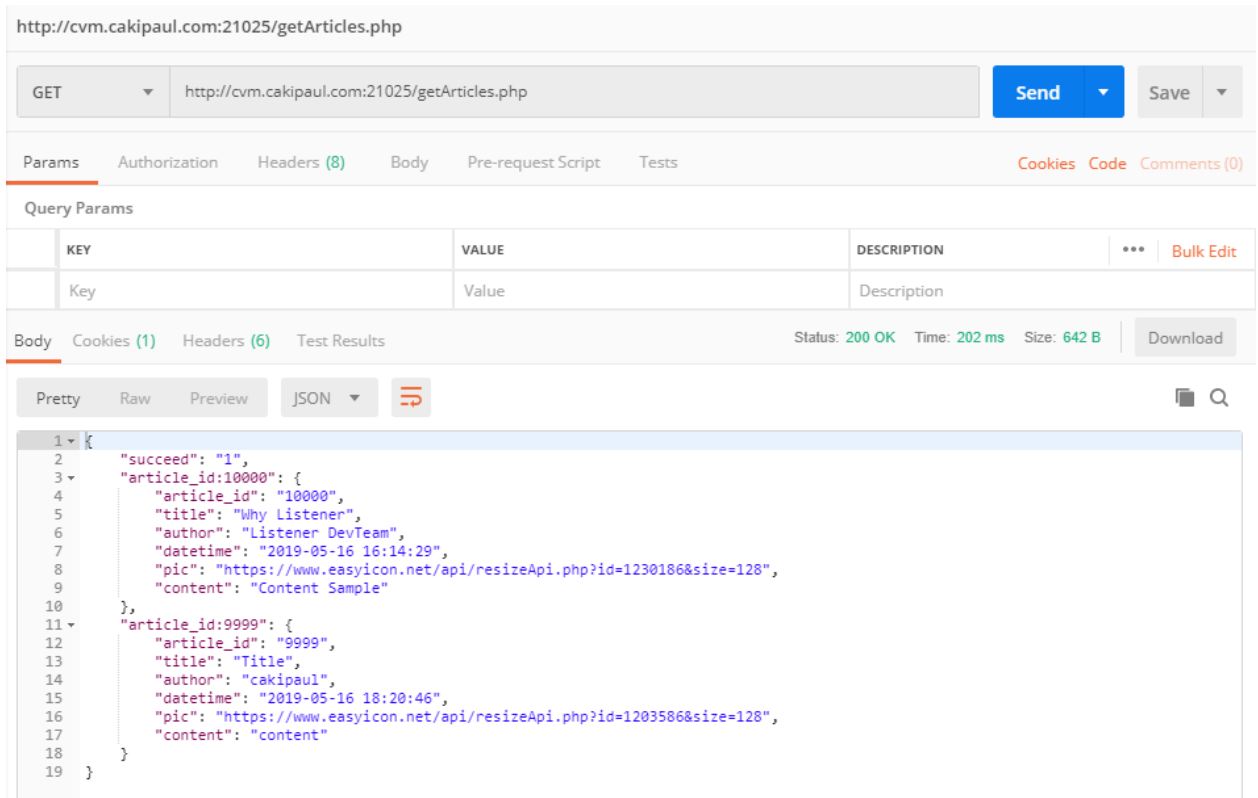 http://cvm.cakipaul.com:21025/getArticles.php
GET http://cvm.cakipaul.com:21025/getArticles.php Send Save
Params Authorization Headers (8) Body Pre-request Script Tests Cookies Code Comments (0)
Query Params
KEY VALUE DESCRIPTION ••• Bulk Edit
Key Value Description
Body Cookies (1) Headers (6) Test Results Status: 200 OK Time: 202 ms Size: 642 B Download
Pretty Raw Preview JSON
1 {
2 "succeed": "1",
3 "article_id:10000": {
4 "article_id": "10000",
5 "title": "Why Listener",
6 "author": "Listener DevTeam",
7 "datetime": "2019-05-16 16:14:29",
8 "pic": "https://www.easyicon.net/api/resizeApi.php?id=1230186&size=128",
9 "content": "Content Sample"
10 },
11 "article_id:9999": {
12 "article_id": "9999",
13 "title": "Title",
14 "author": "cakipaul",
15 "datetime": "2019-05-16 18:20:46",
16 "pic": "https://www.easyicon.net/api/resizeApi.php?id=1203586&size=128",
17 "content": "content"
18 }
19 }